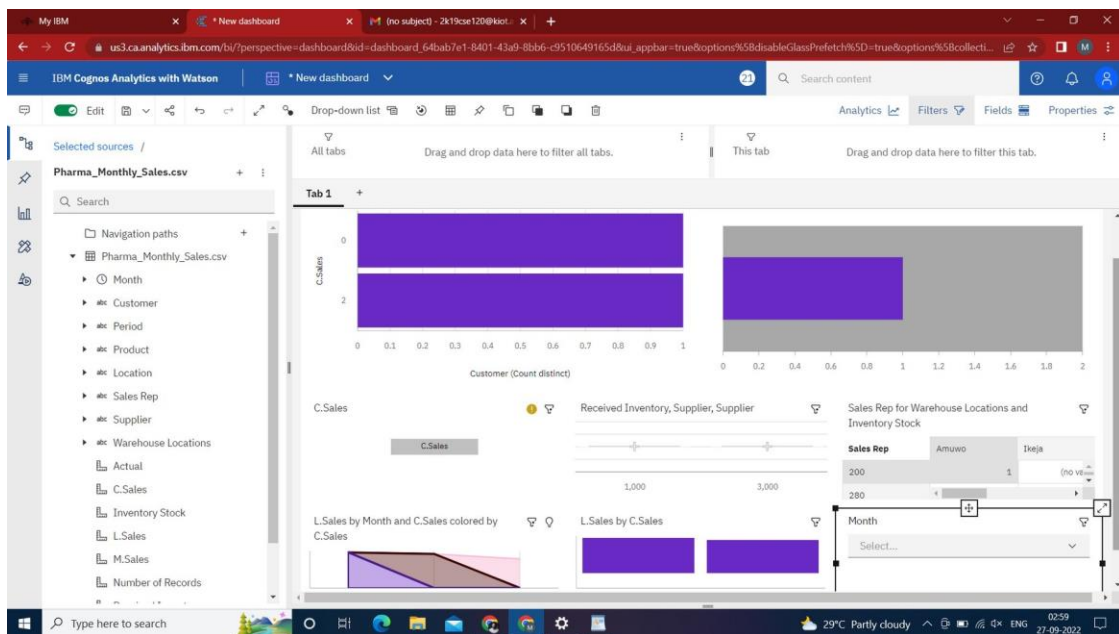 My IBM
* New dashboard
(no subject) - 2k19cse120@kiot.a
us3.ca.analytics.ibm.com/bi/?perspective=dashboard&id=dashboard_64bab7e1-8401-43a9-8bb6-c9510649165d&ui_appbar=true&options%5BdisableGlassPrefetch%5D=true&options%5Bcollecti...
M
IBM Cognos Analytics with Watson
* New dashboard
21
Search content
Edit
Drop-down list
Analytics
Filters
Fields
Properties
Selected sources /
Pharma_Monthly_Sales.csv
Search
Navigation paths
Pharma_Monthly_Sales.csv
Month
abc Customer
abc Period
abc Product
abc Location
abc Sales Rep
abc Supplier
abc Warehouse Locations
Actual
C.Sales
Inventory Stock
L.Sales
M.Sales
Number of Records
All tabs
Drag and drop data here to filter all tabs.
This tab
Drag and drop data here to filter this tab.
Tab 1
C.Sales
0
2
0 0.1 0.2 0.3 0.4 0.5 0.6 0.7 0.8 0.9 1
Customer (Count distinct)
0 0.2 0.4 0.6 0.8 1 1.2 1.4 1.6 1.8 2
C.Sales
C.Sales
Received Inventory, Supplier, Supplier
1,000 3,000
Sales Rep for Warehouse Locations and
Inventory Stock
Sales Rep Amuwo Ikeja
200 1 (no va
280
L.Sales by Month and C.Sales colored by
C.Sales
L.Sales by C.Sales
Month
Select...
Type here to search
29°C Partly cloudy
ENG
02:59
27-09-2022